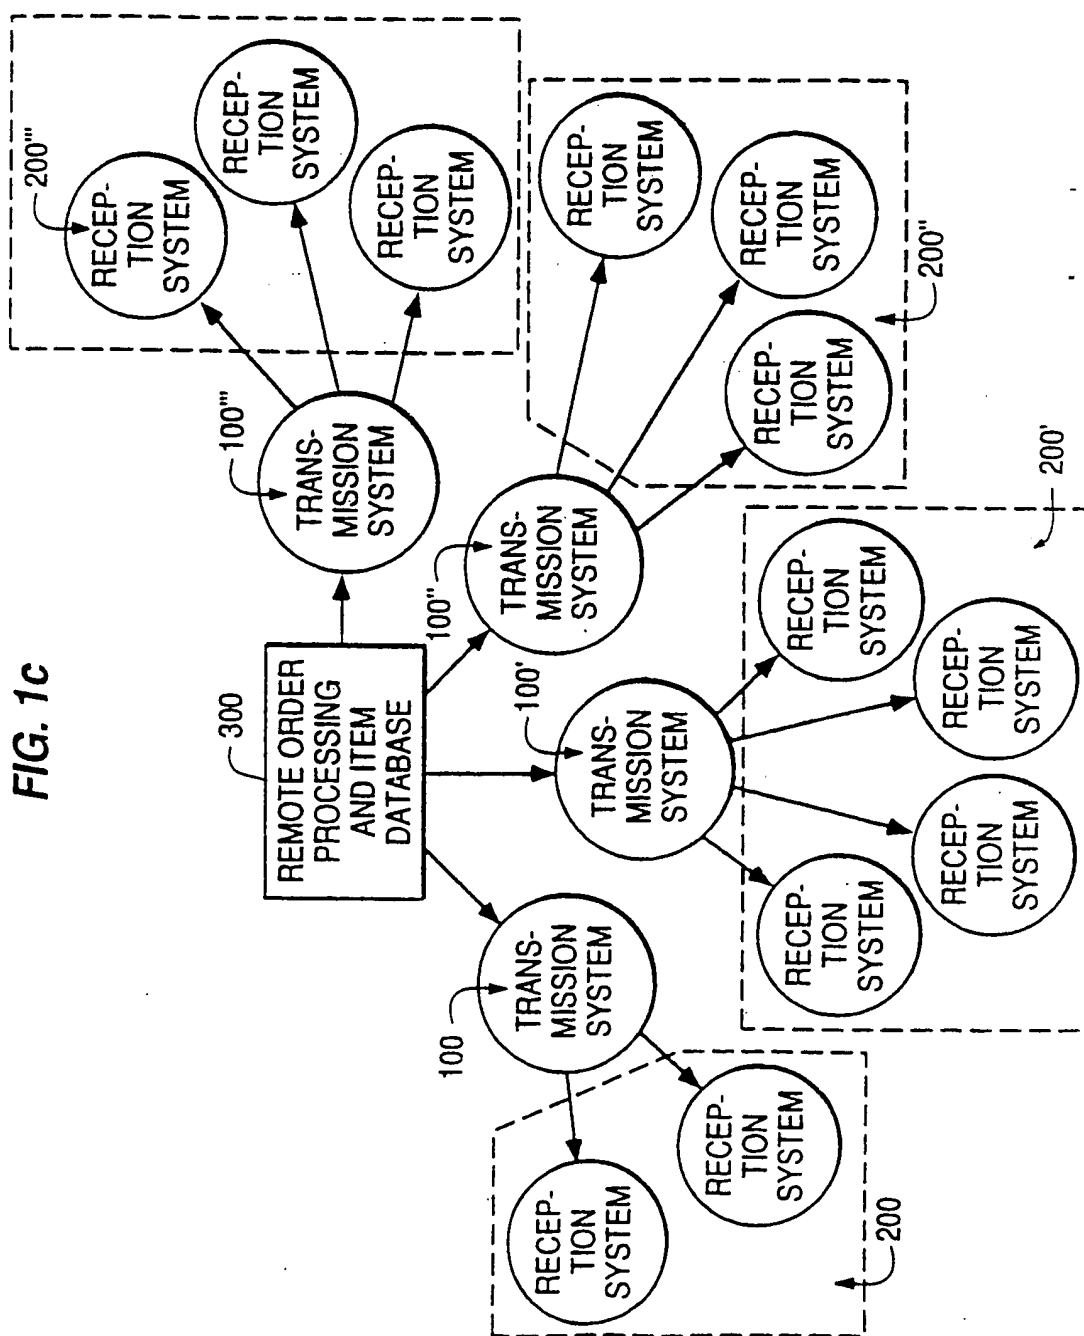 FIG. 1c
300
REMOTE ORDER
PROCESSING
AND ITEM
DATABASE
100
TRANS-
MISSION
SYSTEM
100'
TRANS-
MISSION
SYSTEM
100"
TRANS-
MISSION
SYSTEM
100'"
TRANS-
MISSION
SYSTEM
RECEP-
TION
SYSTEM
RECEP-
TION
SYSTEM
200
RECEP-
TION
SYSTEM
RECEP-
TION
SYSTEM
RECEP-
TION
SYSTEM
RECEP-
TION
SYSTEM
200'
RECEP-
TION
SYSTEM
RECEP-
TION
SYSTEM
RECEP-
TION
SYSTEM
200"
200'"
RECEP-
TION
SYSTEM
RECEP-
TION
SYSTEM
RECEP-
TION
SYSTEM